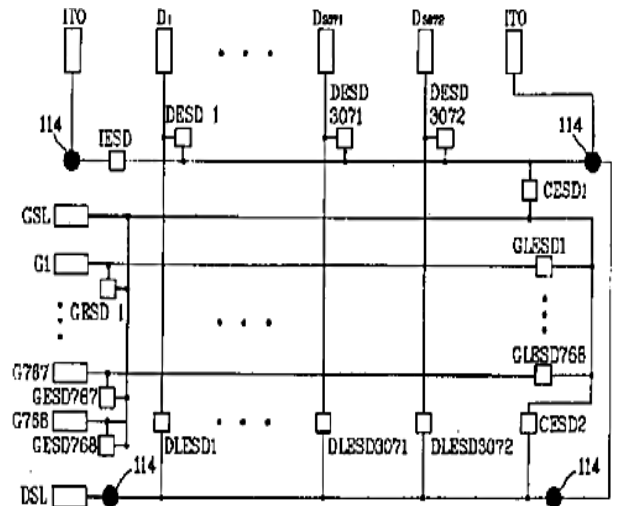 ITO D1 . . . D3071 D3072 ITO
DESD 1 DESD 3071 DESD 3072
114 IESD 114
CESD1
GSL
G1 GLESD1
GESD 1
G767 GLESD768
GESD767
G768 CESD2
GESD768 DLESD1 DLESD3071 DLESD3072
114 114
DSL